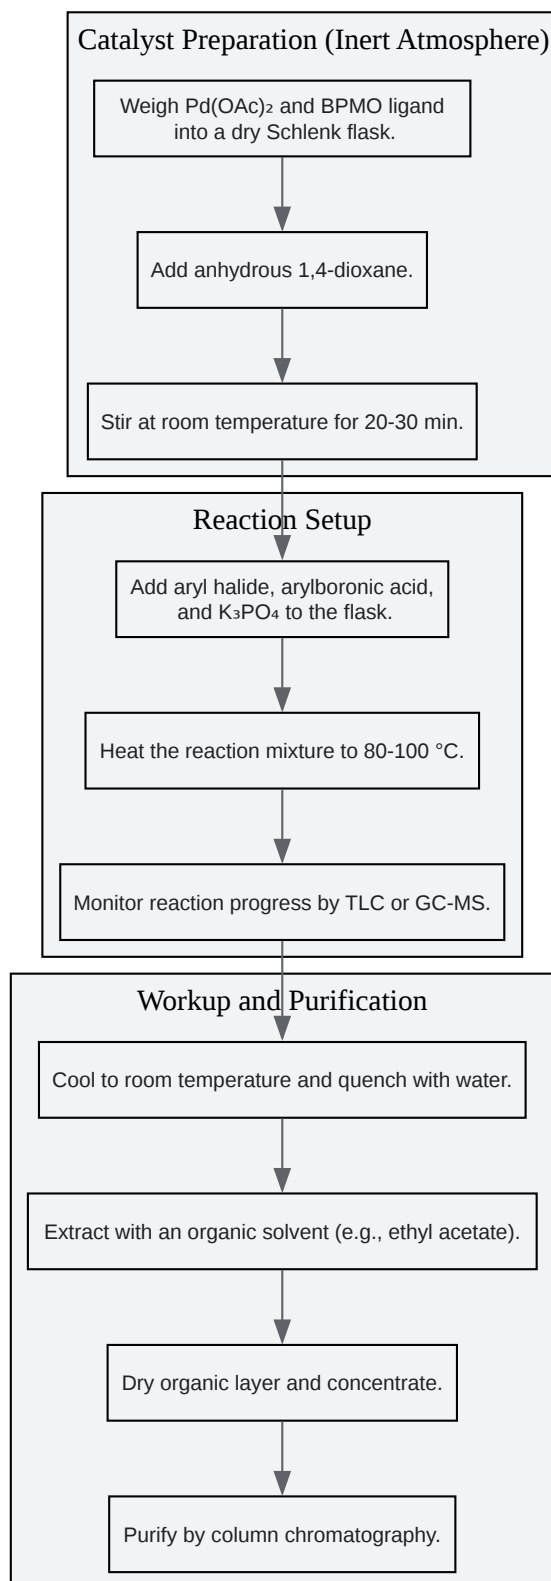 Catalyst Preparation (Inert Atmosphere)
Weigh Pd(OAc)₂ and BPMO ligand
into a dry Schlenk flask.
Add anhydrous 1,4-dioxane.
Stir at room temperature for 20-30 min.
Reaction Setup
Add aryl halide, arylboronic acid,
and K₃PO₄ to the flask.
Heat the reaction mixture to 80-100 °C.
Monitor reaction progress by TLC or GC-MS.
Workup and Purification
Cool to room temperature and quench with water.
Extract with an organic solvent (e.g., ethyl acetate).
Dry organic layer and concentrate.
Purify by column chromatography.